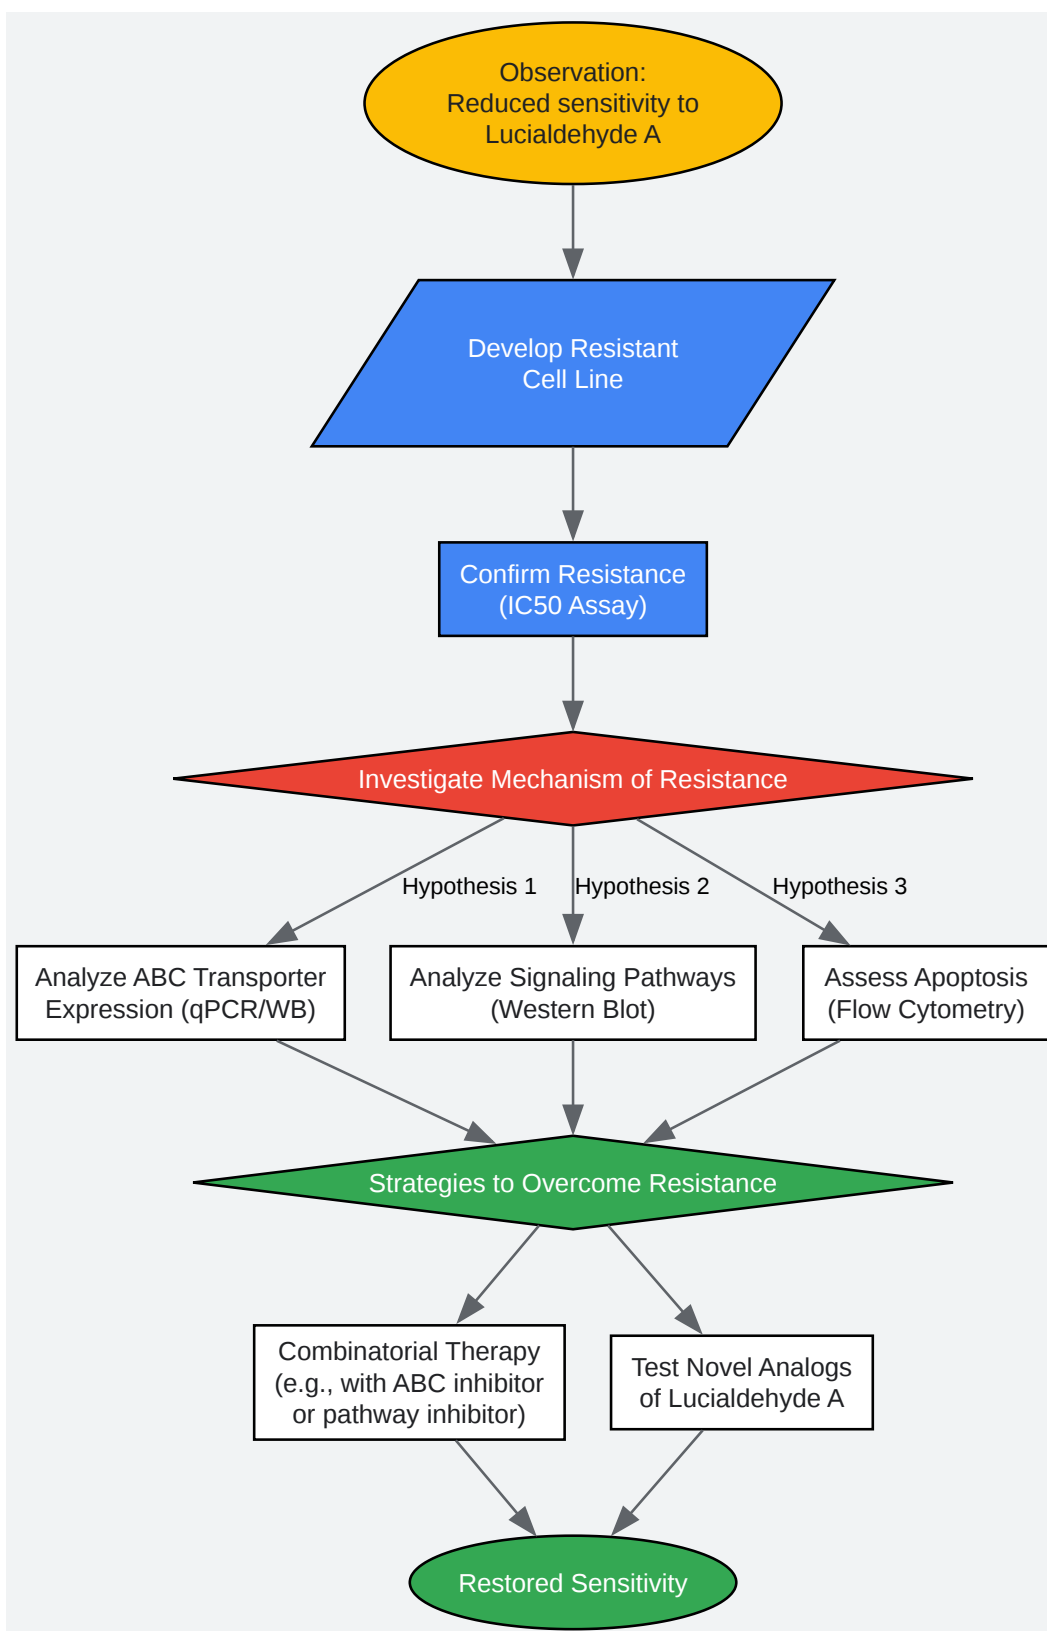 Observation:
Reduced sensitivity to
Lucialdehyde A
Develop Resistant
Cell Line
Confirm Resistance
(IC50 Assay)
Investigate Mechanism of Resistance
Hypothesis 1
Hypothesis 2
Hypothesis 3
Analyze ABC Transporter
Expression (qPCR/WB)
Analyze Signaling Pathways
(Western Blot)
Assess Apoptosis
(Flow Cytometry)
Strategies to Overcome Resistance
Combinatorial Therapy
(e.g., with ABC inhibitor
or pathway inhibitor)
Test Novel Analogs
of Lucialdehyde A
Restored Sensitivity